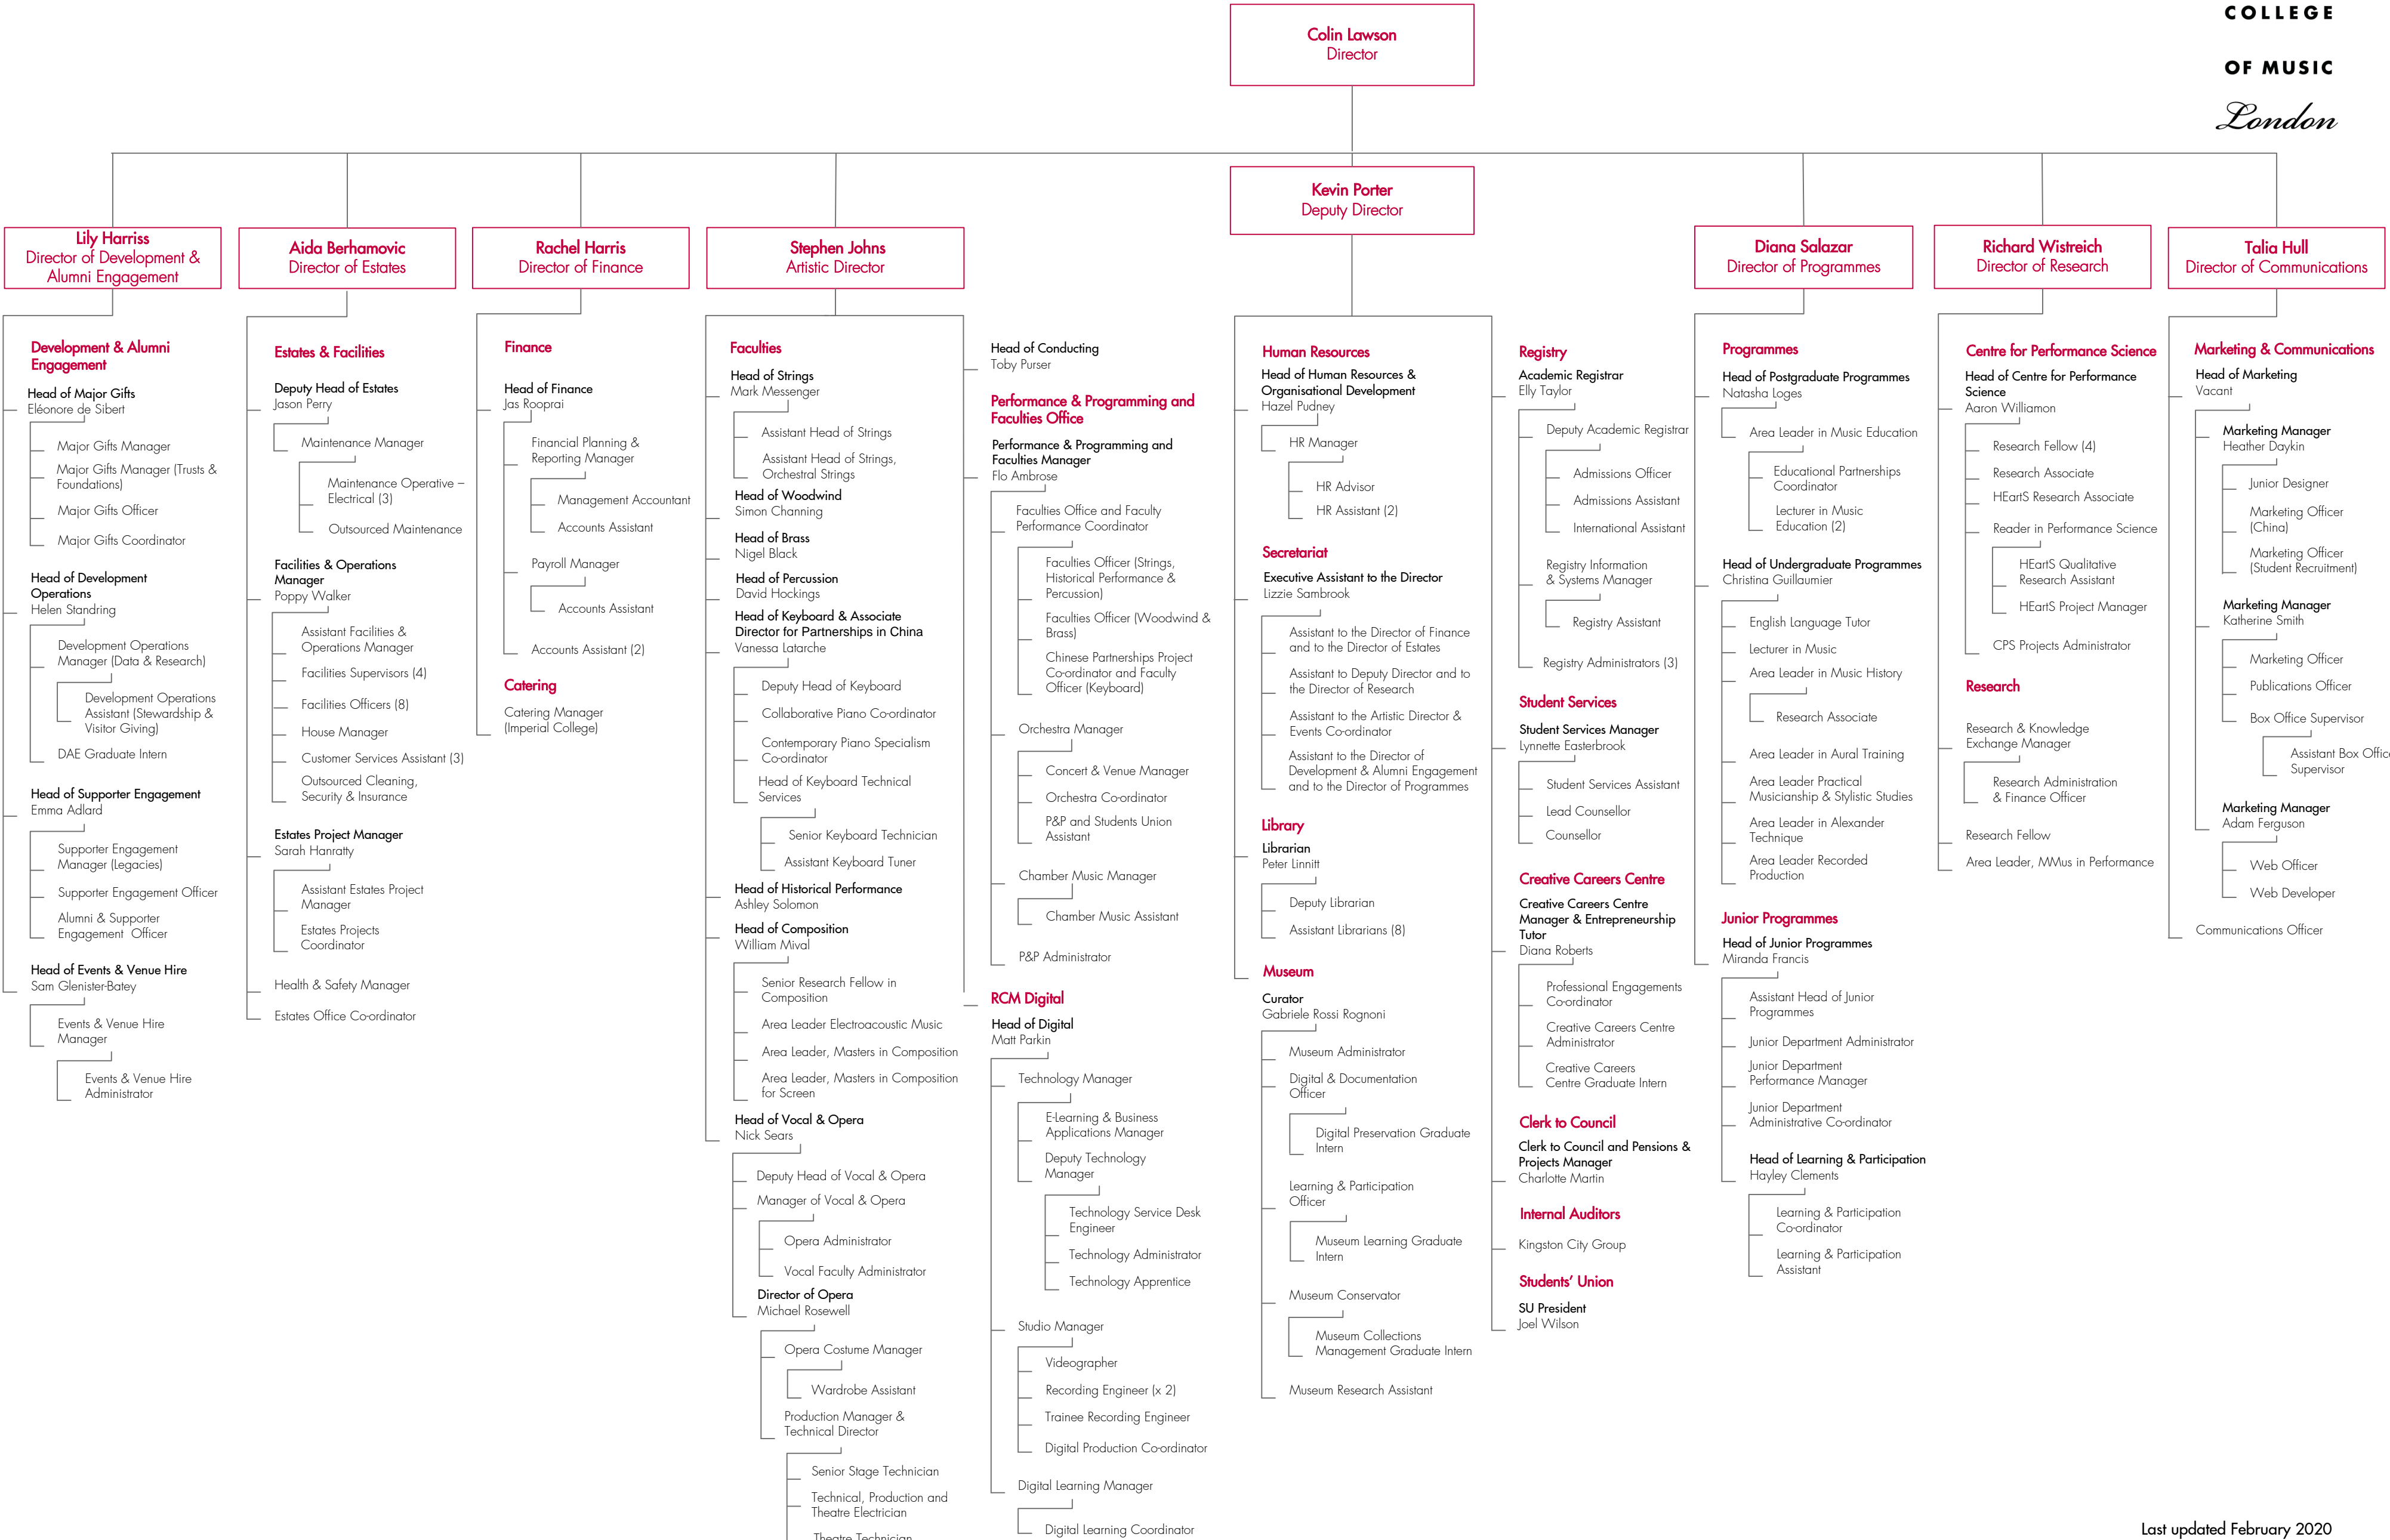 COLLEGE
OF MUSIC
London
Colin Lawson
Director
Kevin Porter
Deputy Director
Lily Harriss
Director of Development &
Alumni Engagement
Aida Berhamovic
Director of Estates
Rachel Harris
Director of Finance
Stephen Johns
Artistic Director
Diana Salazar
Director of Programmes
Richard Wistreich
Director of Research
Talia Hull
Director of Communications
Development & Alumni
Engagement
Head of Major Gifts
Eléonore de Sibert
Major Gifts Manager
Major Gifts Manager (Trusts &
Foundations)
Major Gifts Officer
Major Gifts Coordinator
Head of Development
Operations
Helen Standring
Development Operations
Manager (Data & Research)
Development Operations
Assistant (Stewardship &
Visitor Giving)
DAE Graduate Intern
Head of Supporter Engagement
Emma Adlard
Supporter Engagement
Manager (Legacies)
Supporter Engagement Officer
Alumni & Supporter
Engagement Officer
Head of Events & Venue Hire
Sam Glenister-Batey
Events & Venue Hire
Manager
Events & Venue Hire
Administrator
Estates & Facilities
Deputy Head of Estates
Jason Perry
Maintenance Manager
Maintenance Operative –
Electrical (3)
Outsourced Maintenance
Facilities & Operations
Manager
Poppy Walker
Assistant Facilities &
Operations Manager
Facilities Supervisors (4)
Facilities Officers (8)
House Manager
Customer Services Assistant (3)
Outsourced Cleaning,
Security & Insurance
Estates Project Manager
Sarah Hanratty
Assistant Estates Project
Manager
Estates Projects
Coordinator
Health & Safety Manager
Estates Office Co-ordinator
Finance
Head of Finance
Jas Rooprai
Financial Planning &
Reporting Manager
Management Accountant
Accounts Assistant
Payroll Manager
Accounts Assistant
Accounts Assistant (2)
Catering
Catering Manager
(Imperial College)
Faculties
Head of Strings
Mark Messenger
Assistant Head of Strings
Assistant Head of Strings,
Orchestral Strings
Head of Woodwind
Simon Channing
Head of Brass
Nigel Black
Head of Percussion
David Hockings
Head of Keyboard & Associate
Director for Partnerships in China
Vanessa Latarche
Deputy Head of Keyboard
Collaborative Piano Co-ordinator
Contemporary Piano Specialism
Co-ordinator
Head of Keyboard Technical
Services
Senior Keyboard Technician
Assistant Keyboard Tuner
Head of Historical Performance
Ashley Solomon
Head of Composition
William Mival
Senior Research Fellow in
Composition
Area Leader Electroacoustic Music
Area Leader, Masters in Composition
Area Leader, Masters in Composition
for Screen
Head of Vocal & Opera
Nick Sears
Deputy Head of Vocal & Opera
Manager of Vocal & Opera
Opera Administrator
Vocal Faculty Administrator
Director of Opera
Michael Rosewell
Opera Costume Manager
Wardrobe Assistant
Production Manager &
Technical Director
Senior Stage Technician
Technical, Production and
Theatre Electrician
Theatre Technician
Head of Conducting
Toby Purser
Performance & Programming and
Faculties Office
Performance & Programming and
Faculties Manager
Flo Ambrose
Faculties Office and Faculty
Performance Coordinator
Faculties Officer (Strings,
Historical Performance &
Percussion)
Faculties Officer (Woodwind &
Brass)
Chinese Partnerships Project
Co-ordinator and Faculty
Officer (Keyboard)
Orchestra Manager
Concert & Venue Manager
Orchestra Co-ordinator
P&P and Students Union
Assistant
Chamber Music Manager
Chamber Music Assistant
P&P Administrator
RCM Digital
Head of Digital
Matt Parkin
Technology Manager
E-Learning & Business
Applications Manager
Deputy Technology
Manager
Technology Service Desk
Engineer
Technology Administrator
Technology Apprentice
Studio Manager
Videographer
Recording Engineer (x 2)
Trainee Recording Engineer
Digital Production Co-ordinator
Digital Learning Manager
Digital Learning Coordinator
Human Resources
Head of Human Resources &
Organisational Development
Hazel Pudney
HR Manager
HR Advisor
HR Assistant (2)
Secretariat
Executive Assistant to the Director
Lizzie Sambrook
Assistant to the Director of Finance
and to the Director of Estates
Assistant to Deputy Director and to
the Director of Research
Assistant to the Artistic Director &
Events Co-ordinator
Assistant to the Director of
Development & Alumni Engagement
and to the Director of Programmes
Library
Librarian
Peter Linnitt
Deputy Librarian
Assistant Librarians (8)
Museum
Curator
Gabriele Rossi Rognoni
Museum Administrator
Digital & Documentation
Officer
Digital Preservation Graduate
Intern
Learning & Participation
Officer
Museum Learning Graduate
Intern
Museum Conservator
Museum Collections
Management Graduate Intern
Museum Research Assistant
Registry
Academic Registrar
Elly Taylor
Deputy Academic Registrar
Admissions Officer
Admissions Assistant
International Assistant
Registry Information
& Systems Manager
Registry Assistant
Registry Administrators (3)
Student Services
Student Services Manager
Lynnette Easterbrook
Student Services Assistant
Lead Counsellor
Counsellor
Creative Careers Centre
Creative Careers Centre
Manager & Entrepreneurship
Tutor
Diana Roberts
Professional Engagements
Co-ordinator
Creative Careers Centre
Administrator
Creative Careers
Centre Graduate Intern
Clerk to Council
Clerk to Council and Pensions &
Projects Manager
Charlotte Martin
Internal Auditors
Kingston City Group
Students’ Union
SU President
Joel Wilson
Programmes
Head of Postgraduate Programmes
Natasha Loges
Area Leader in Music Education
Educational Partnerships
Coordinator
Lecturer in Music
Education (2)
Head of Undergraduate Programmes
Christina Guillaumier
English Language Tutor
Lecturer in Music
Area Leader in Music History
Research Associate
Area Leader in Aural Training
Area Leader Practical
Musicianship & Stylistic Studies
Area Leader in Alexander
Technique
Area Leader Recorded
Production
Junior Programmes
Head of Junior Programmes
Miranda Francis
Assistant Head of Junior
Programmes
Junior Department Administrator
Junior Department
Performance Manager
Junior Department
Administrative Co-ordinator
Head of Learning & Participation
Hayley Clements
Learning & Participation
Co-ordinator
Learning & Participation
Assistant
Centre for Performance Science
Head of Centre for Performance
Science
Aaron Williamon
Research Fellow (4)
Research Associate
HEartS Research Associate
Reader in Performance Science
HEartS Qualitative
Research Assistant
HEartS Project Manager
CPS Projects Administrator
Research
Research & Knowledge
Exchange Manager
Research Administration
& Finance Officer
Research Fellow
Area Leader, MMus in Performance
Marketing & Communications
Head of Marketing
Vacant
Marketing Manager
Heather Daykin
Junior Designer
Marketing Officer
(China)
Marketing Officer
(Student Recruitment)
Marketing Manager
Katherine Smith
Marketing Officer
Publications Officer
Box Office Supervisor
Assistant Box Offic
Supervisor
Marketing Manager
Adam Ferguson
Web Officer
Web Developer
Communications Officer
Last updated February 2020